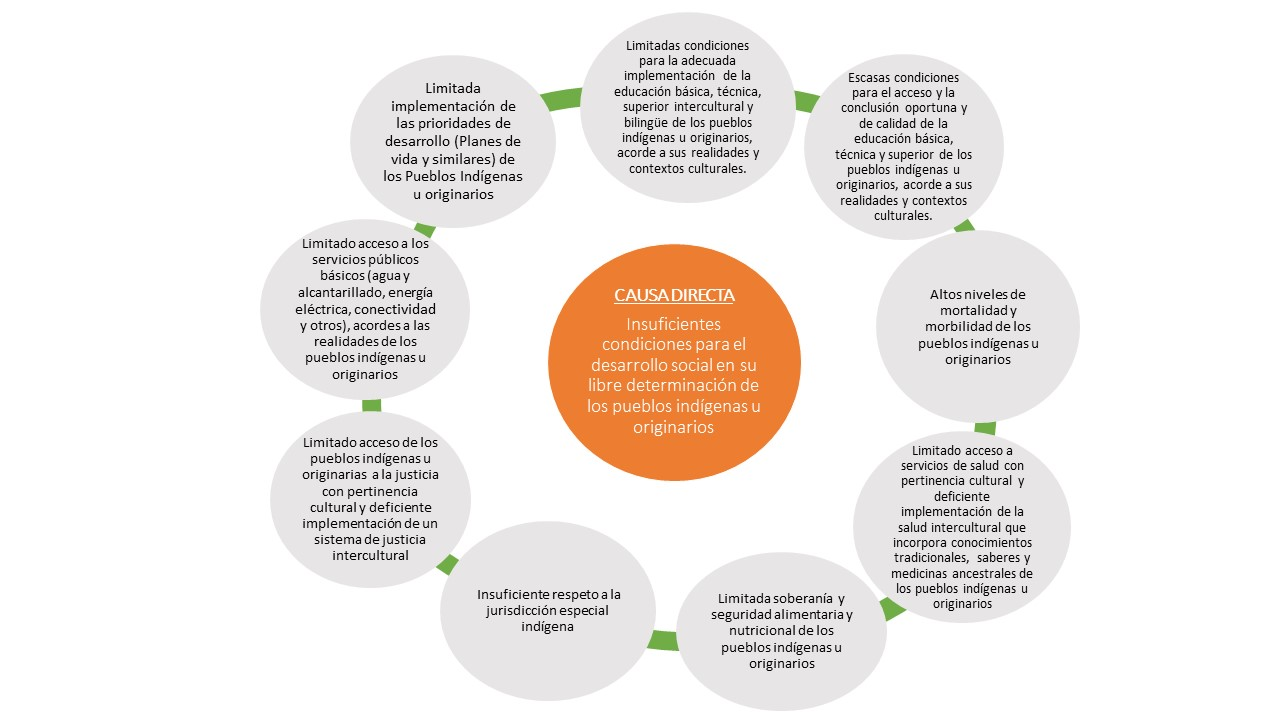 Limitadas condiciones
para la adecuada
implementación de la
educación básica, técnica,
superior intercultural y
bilingüe de los pueblos
indígenas u originarios,
acorde a sus realidades y
contextos culturales.
Escasas condiciones
para el acceso y la
conclusión oportuna y
de calidad de la
educación básica,
técnica y superior de los
pueblos indígenas u
originarios, acorde a sus
realidades y contextos
culturales.
Altos niveles de
mortalidad y
morbilidad de los
pueblos indígenas u
originarios
Limitado acceso a
servicios de salud con
pertinencia cultural y
deficiente
implementación de la
salud intercultural que
incorpora conocimientos
tradicionales, saberes y
medicinas ancestrales de
los pueblos indígenas u
originarios
Limitada soberanía y
seguridad alimentaria y
nutricional de los
pueblos indígenas u
originarios
Insuficiente respeto a la
jurisdicción especial
indígena
Limitado acceso de los
pueblos indígenas u
originarias a la justicia
con pertinencia
cultural y deficiente
implementación de un
sistema de justicia
intercultural
Limitado acceso a los
servicios públicos
básicos (agua y
alcantarillado, energía
eléctrica, conectividad
y otros), acordes a las
realidades de los
pueblos indígenas u
originarios
Limitada
implementación de
las prioridades de
desarrollo (Planes de
vida y similares) de
los Pueblos Indígenas
u originarios
CAUSA DIRECTA
Insuficientes
condiciones para el
desarrollo social en su
libre determinación de
los pueblos indígenas u
originarios